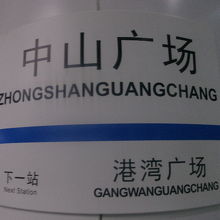 中山广场
ZHONGSHANGUANGCHANG
下一站
Next Station
港湾广场
GANGWANGUANGCHANG